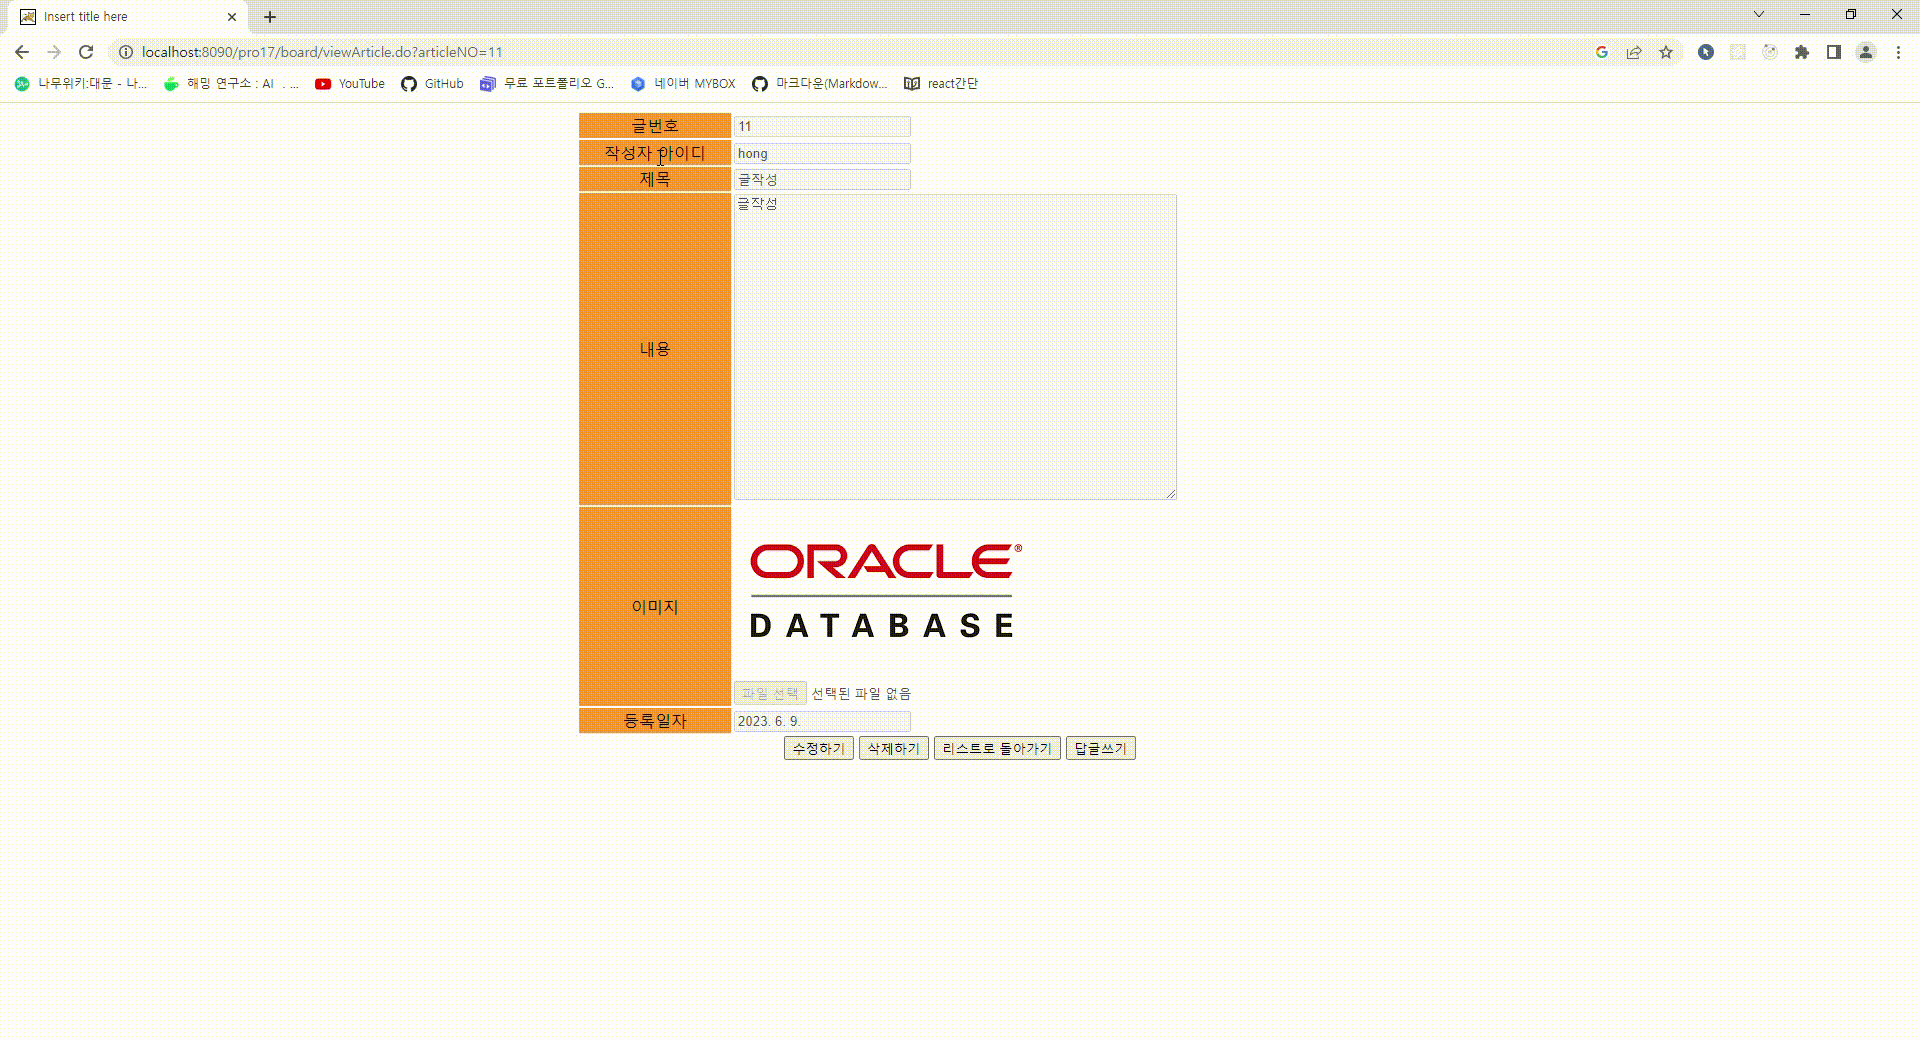 Insert title here
localhost:8090/pro17/board/viewArticle.do?articleNO=11
나무위키:대문 - 나... 해밍 연구소 : AI . ... YouTube GitHub 무료 포트폴리오 G... 네이버 MYBOX 마크다운(Markdow... react간단
글번호 11
작성자 아이디 hong
제목 글작성
내용 글작성
이미지
ORACLE®
DATABASE
파일 선택 선택된 파일 없음
등록일자 2023. 6. 9.
수정하기 삭제하기 리스트로 돌아가기 답글쓰기